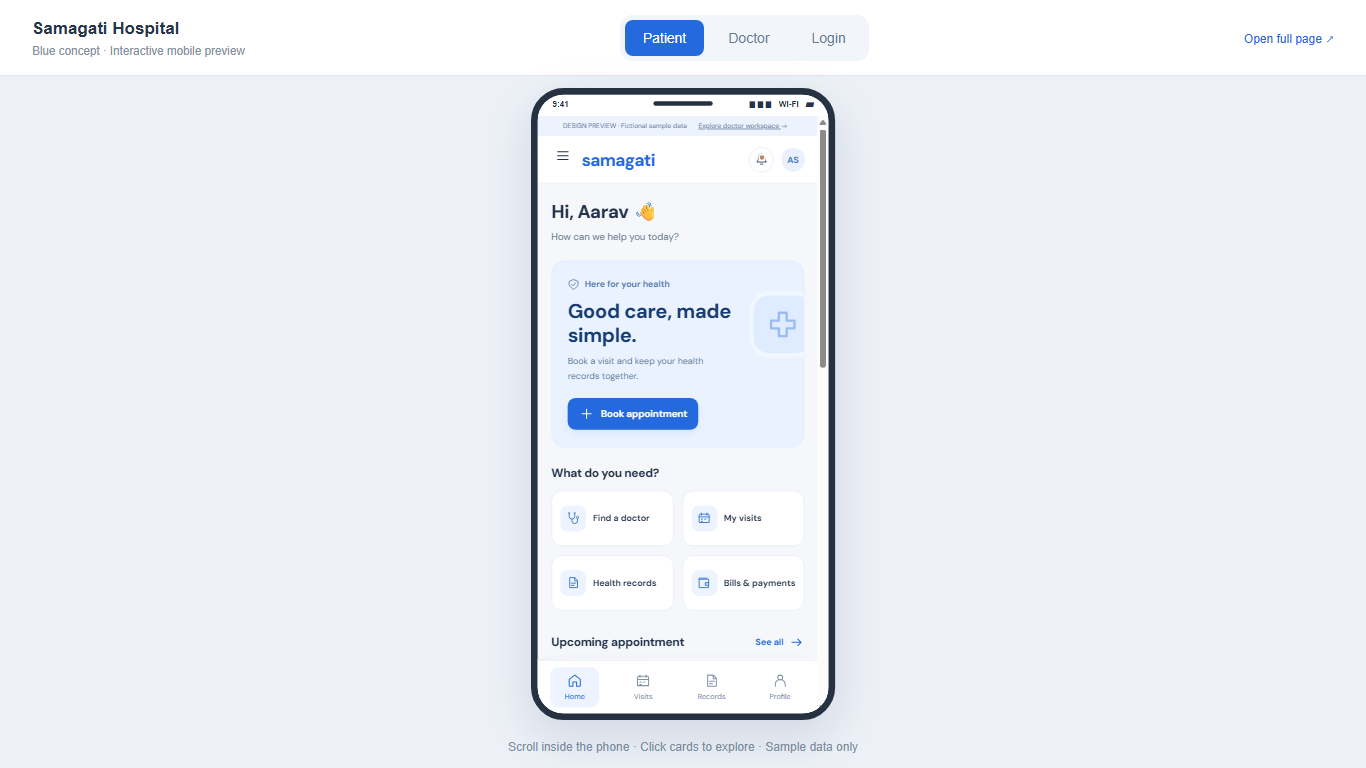 Samagati Hospital
Blue concept · Interactive mobile preview
Patient Doctor Login
Open full page ↗
9:41 WI-FI
DESIGN PREVIEW · Fictional sample data Explore doctor workspace →
samagati AS
Hi, Aarav 👋
How can we help you today?
Here for your health
Good care, made
simple.
Book a visit and keep your health
records together.
Book appointment
What do you need?
Find a doctor My visits
Health records Bills & payments
Upcoming appointment See all →
Home Visits Records Profile
Scroll inside the phone · Click cards to explore · Sample data only